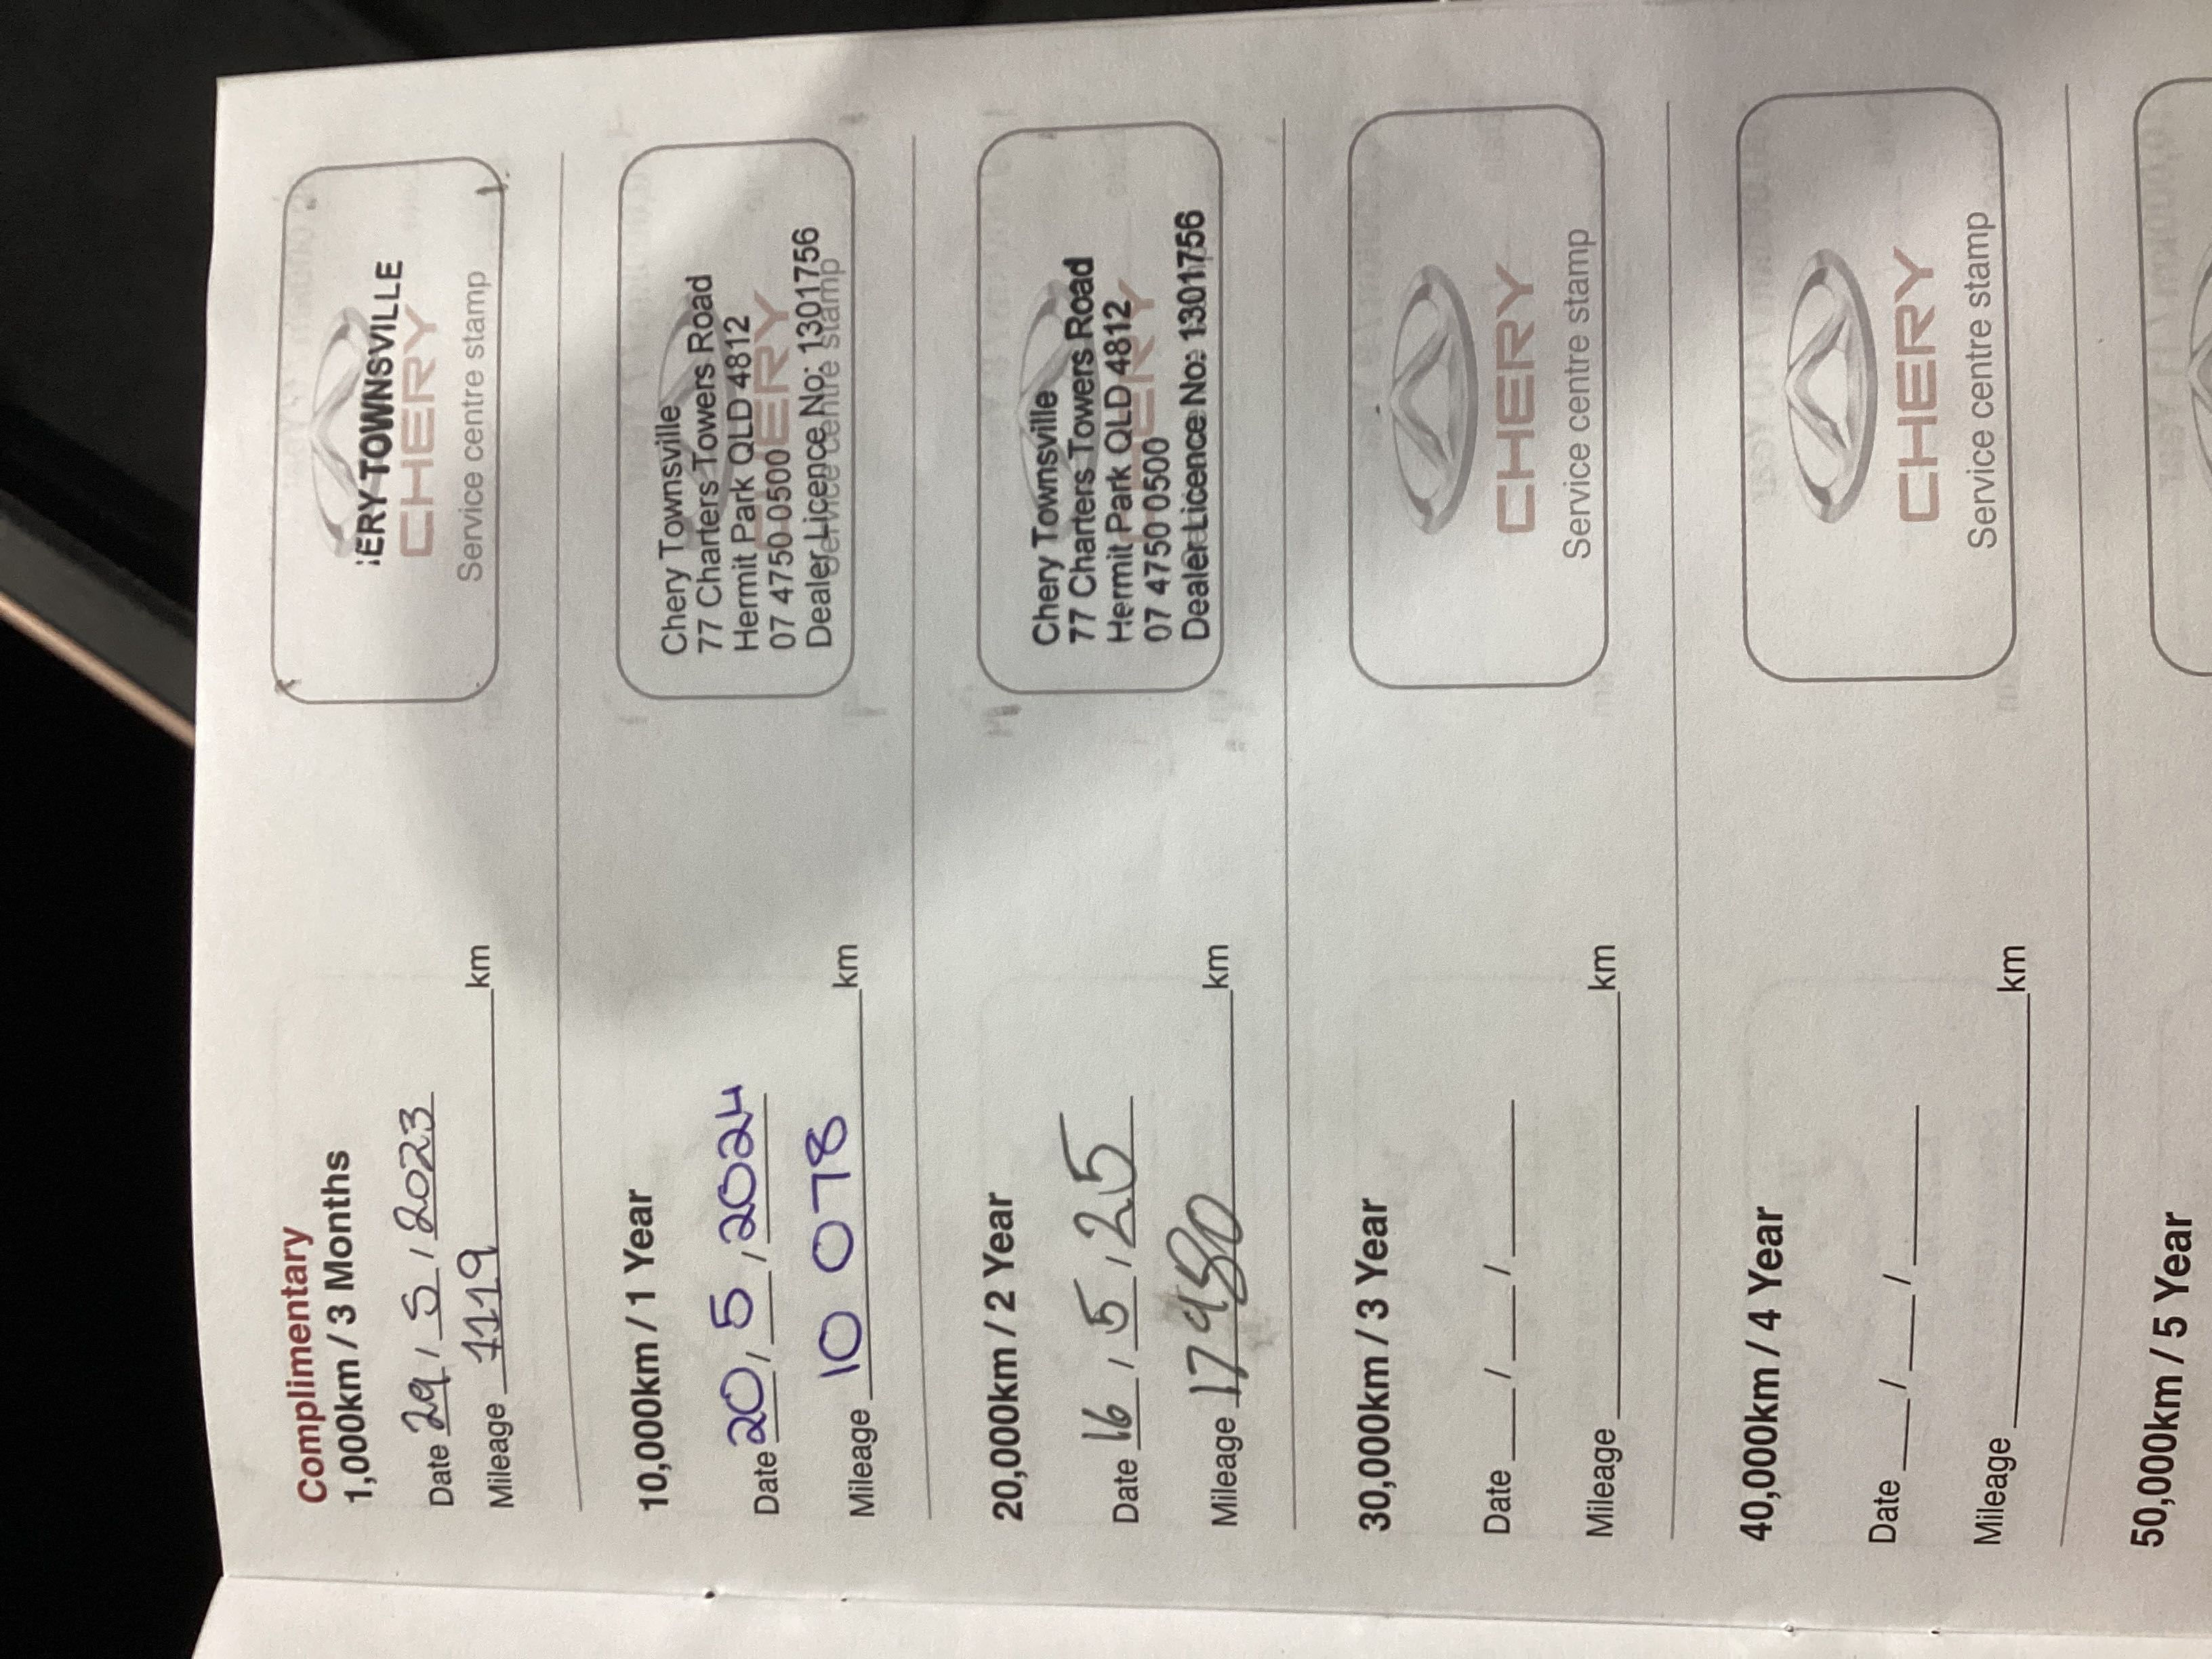 Complimentary
1,000km / 3 Months
Date 29 / 5 / 2023
Mileage 1119 km
ERY TOWNSVILLE
CHERY
Service centre stamp
10,000km / 1 Year
Date 20 / 5 / 2024
Mileage 10 078 km
Chery Townsville
77 Charters Towers Road
Hermit Park QLD 4812
07 4750 0500
Dealer Licence No: 1301756
CHERY
Service centre stamp
20,000km / 2 Year
Date 16 / 5 / 25
Mileage km
Chery Townsville
77 Charters Towers Road
Hermit Park QLD 4812
07 4750 0500
Dealer Licence No: 1301756
30,000km / 3 Year
Date / /
Mileage km
CHERY
Service centre stamp
40,000km / 4 Year
Date / /
Mileage km
CHERY
Service centre stamp
50,000km / 5 Year